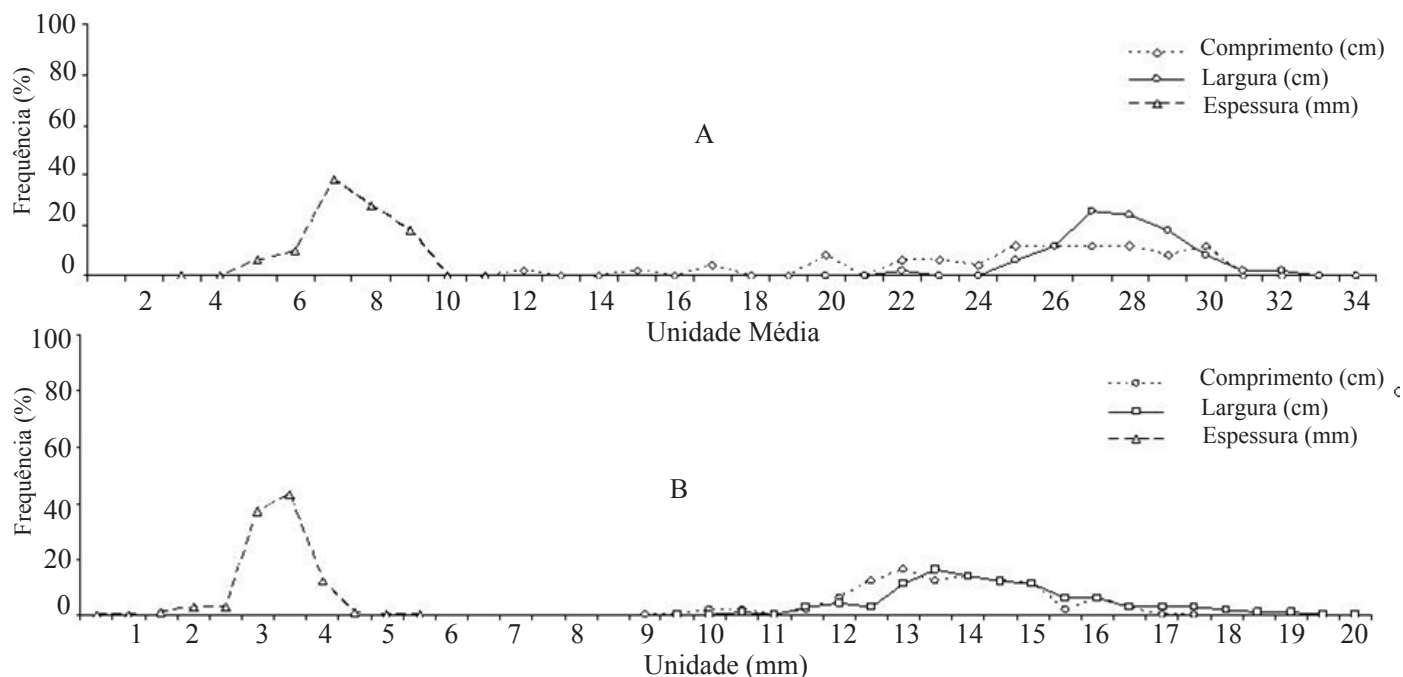 100
80
60
40
20
0
Frequência (%)
A
Comprimento (cm)
Largura (cm)
Espessura (mm)
2 4 6 8 10 12 14 16 18 20 22 24 26 28 30 32 34
Unidade Média
100
80
60
40
20
0
Frequência (%)
B
Comprimento (cm)
Largura (cm)
Espessura (mm)
1 2 3 4 5 6 7 8 9 10 11 12 13 14 16 17 19 20
Unidade (mm)